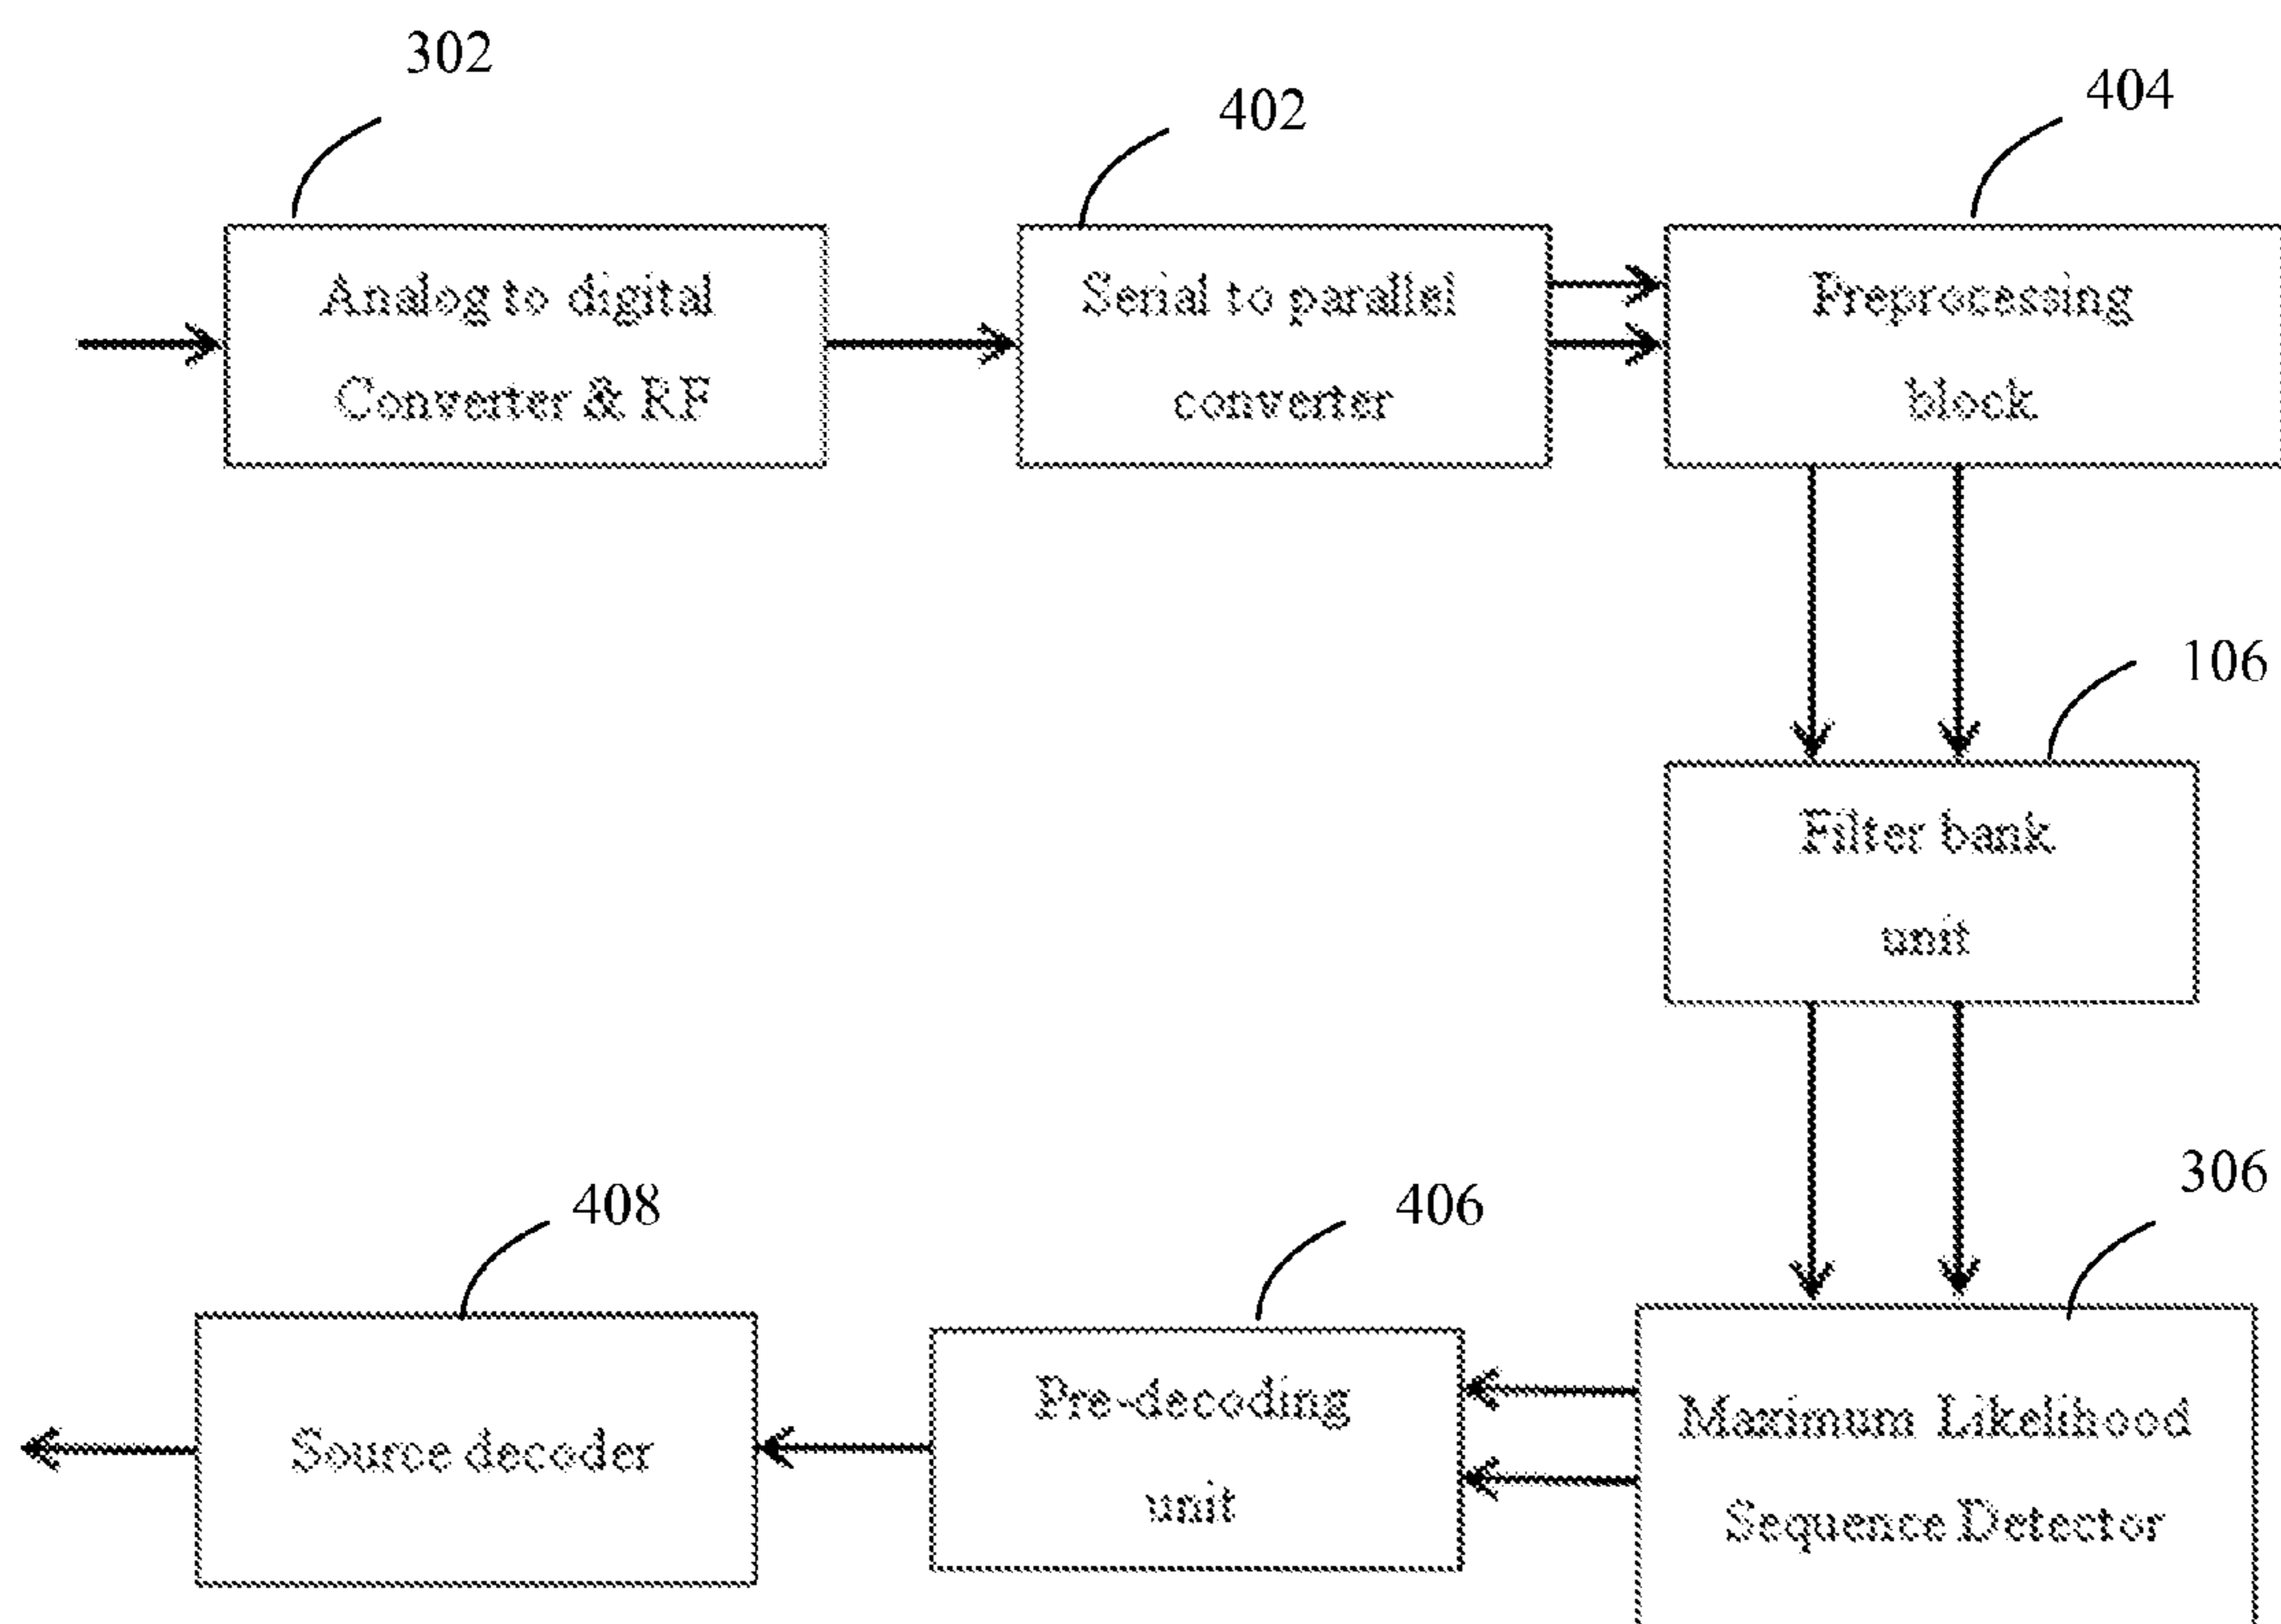 302
402
404
Analog to digital
Converter & RF
Serial to parallel
converter
Preprocessing
block
106
Filter bank
unit
408
406
306
Source decoder
Pre-decoding
unit
Maximum Likelihood
Sequence Detector